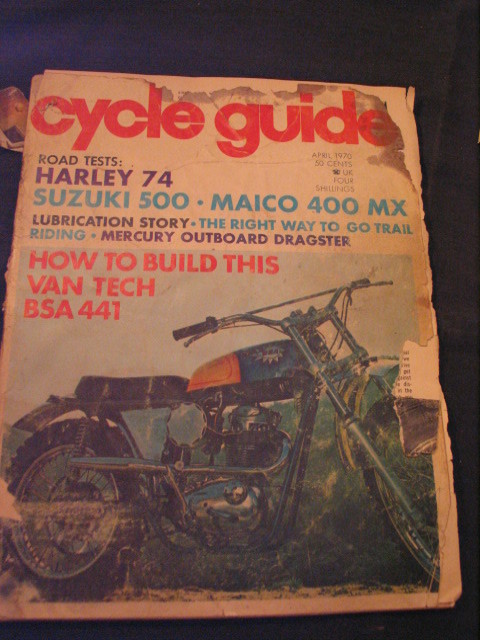 cycle guide
APRIL 1970
50 CENTS
UK
FOUR
SHILLINGS
ROAD TESTS:
HARLEY 74
SUZUKI 500 • MAICO 400 MX
LUBRICATION STORY • THE RIGHT WAY TO GO TRAIL
RIDING • MERCURY OUTBOARD DRAGSTER
HOW TO BUILD THIS
VAN TECH
BSA 441